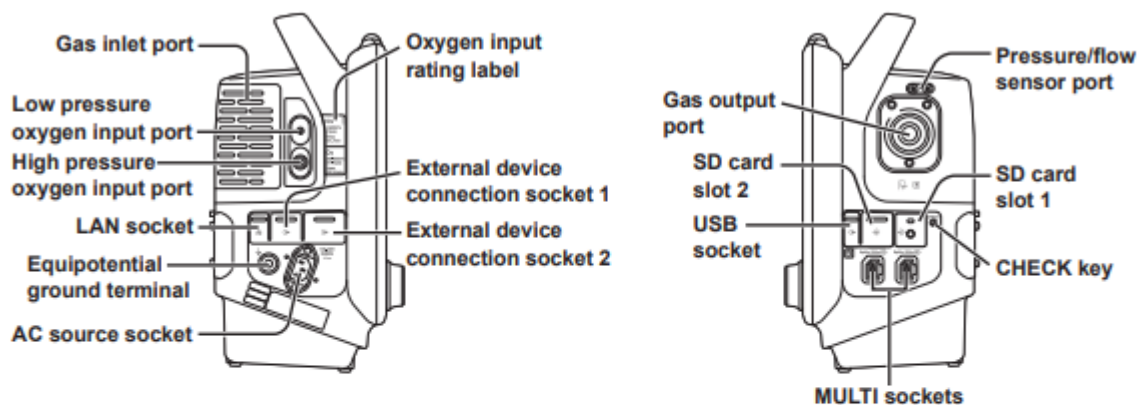 Gas inlet port
Low pressure
oxygen input port
High pressure
oxygen input port
LAN socket
Equipotential
ground terminal
AC source socket
Oxygen input
rating label
External device
connection socket 1
External device
connection socket 2
Gas output
port
SD card
slot 2
USB
socket
Pressure/flow
sensor port
SD card
slot 1
CHECK key
MULTI sockets